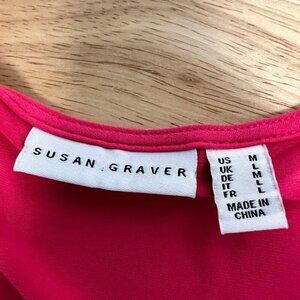 SUSAN GRAVER
US M
UK L
DE M
IT L
FR L
MADE IN
CHINA